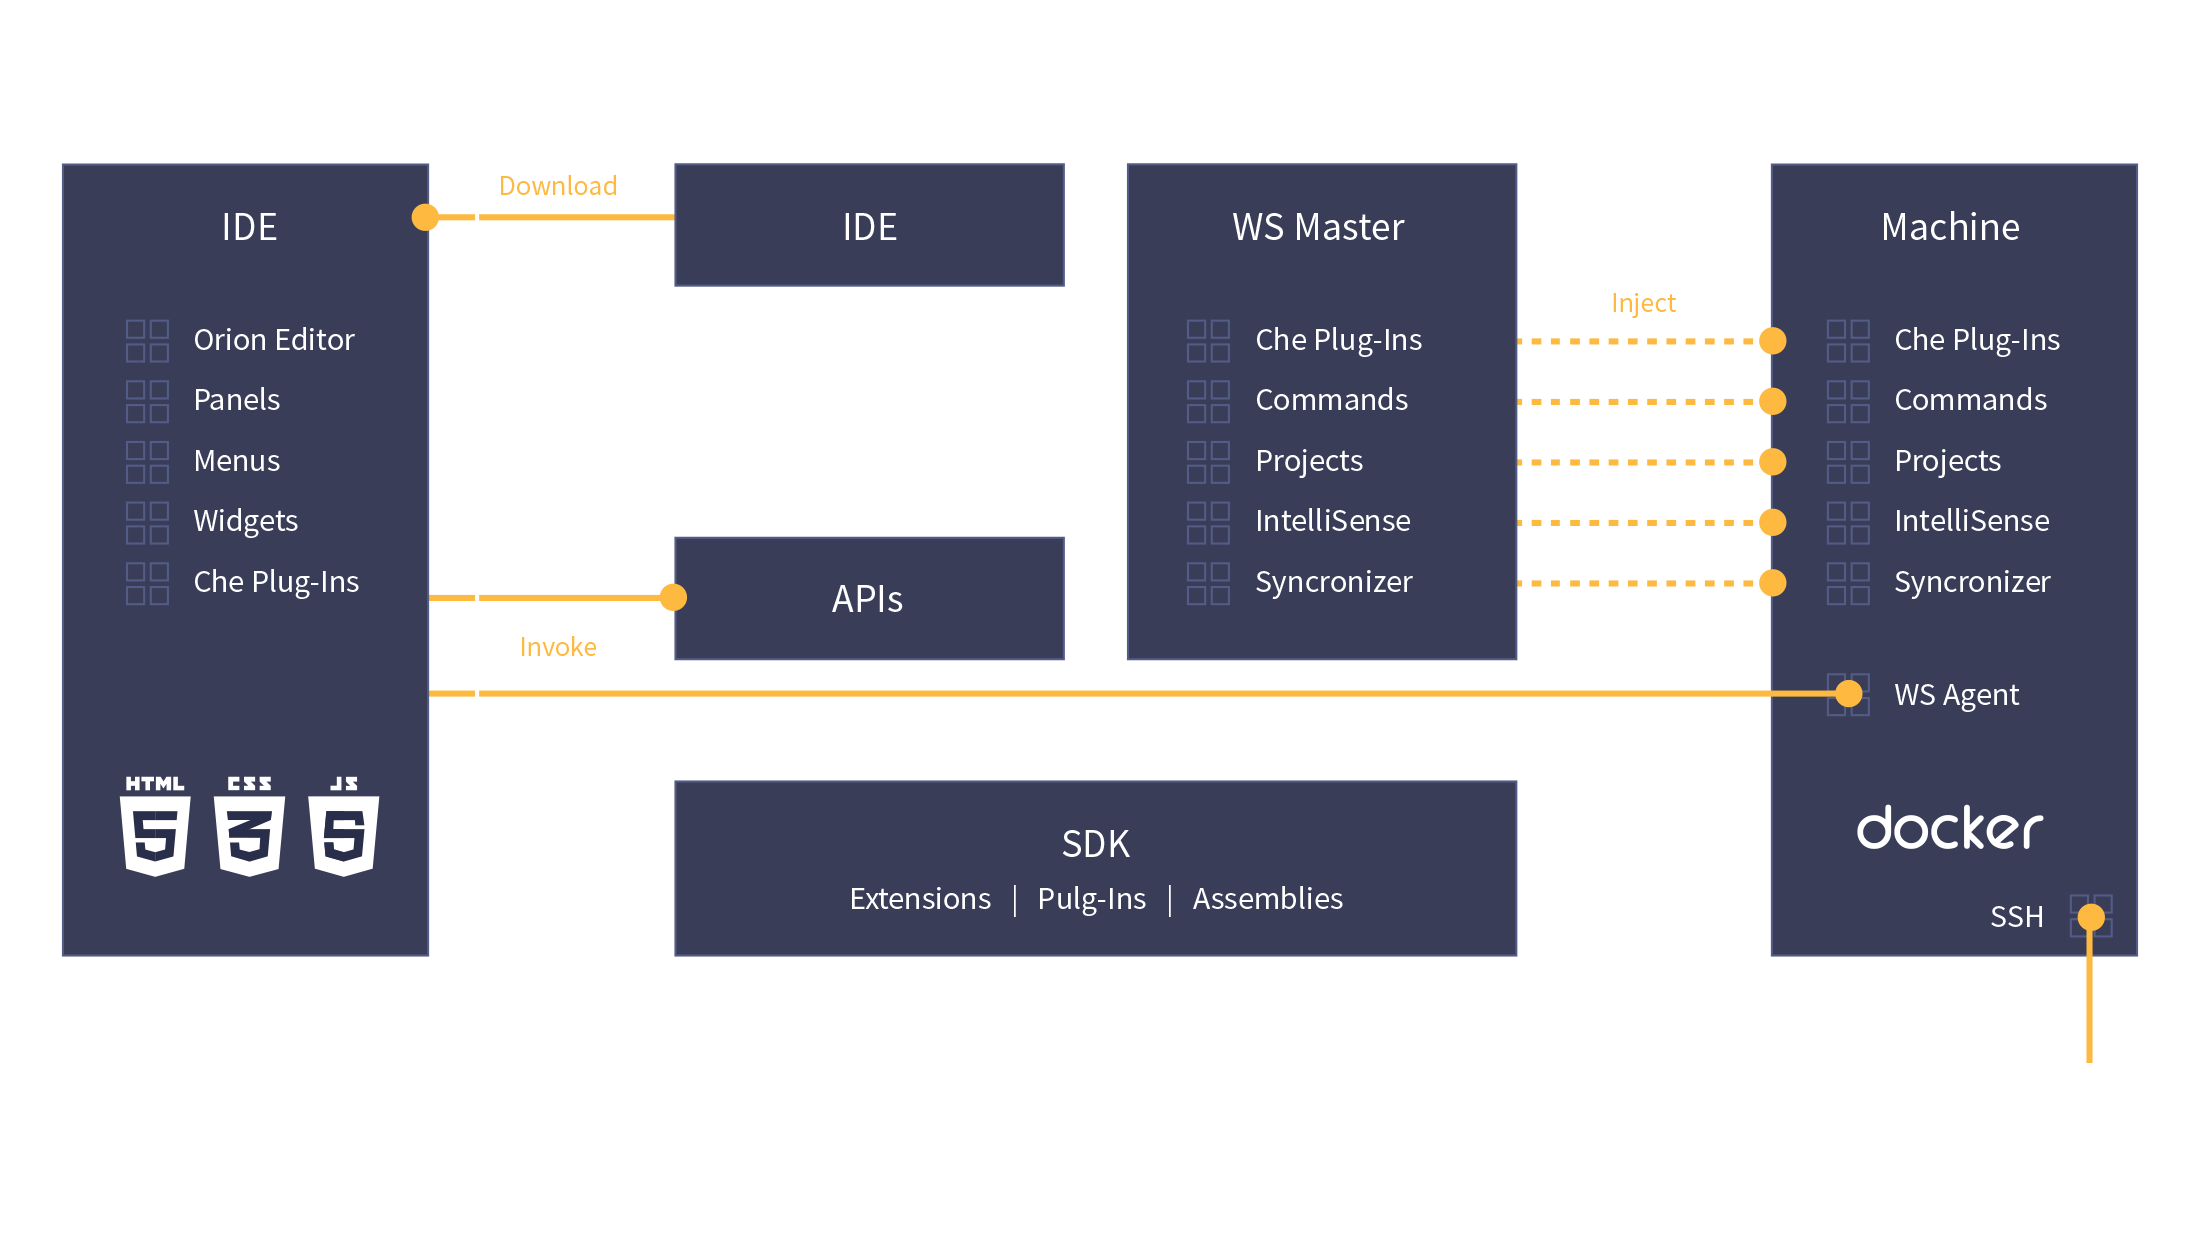 IDE
Orion Editor
Panels
Menus
Widgets
Che Plug-Ins
HTML
5
CSS
3
JS
5
Download
IDE
APIs
Invoke
WS Master
Che Plug-Ins
Commands
Projects
IntelliSense
Syncronizer
Inject
Machine
Che Plug-Ins
Commands
Projects
IntelliSense
Syncronizer
WS Agent
docker
SSH
SDK
Extensions | Pulg-Ins | Assemblies